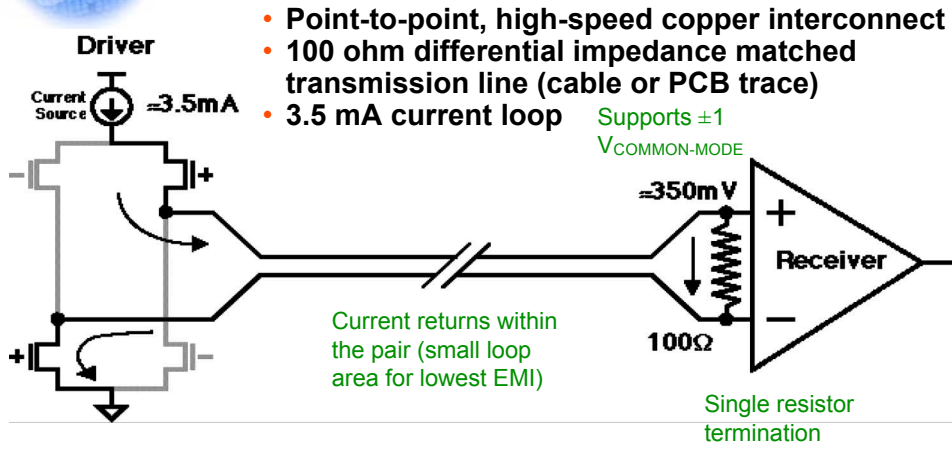 • Point-to-point, high-speed copper interconnect
• 100 ohm differential impedance matched
transmission line (cable or PCB trace)
• 3.5 mA current loop
Supports ±1
VCOMMON-MODE
Driver
Current
Source
≈3.5mA
−
+
+
−
≈350mV
+
Receiver
−
100Ω
Current returns within
the pair (small loop
area for lowest EMI)
Single resistor
termination